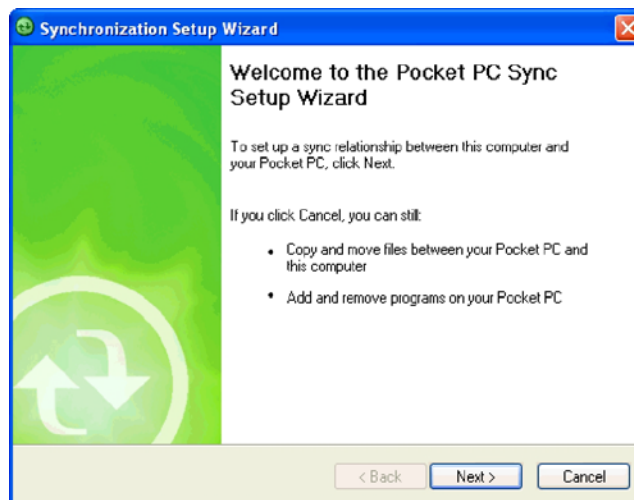 Synchronization Setup Wizard
Welcome to the Pocket PC Sync
Setup Wizard
To set up a sync relationship between this computer and
your Pocket PC, click Next.
If you click Cancel, you can still:
• Copy and move files between your Pocket PC and
this computer
• Add and remove programs on your Pocket PC
< Back Next > Cancel